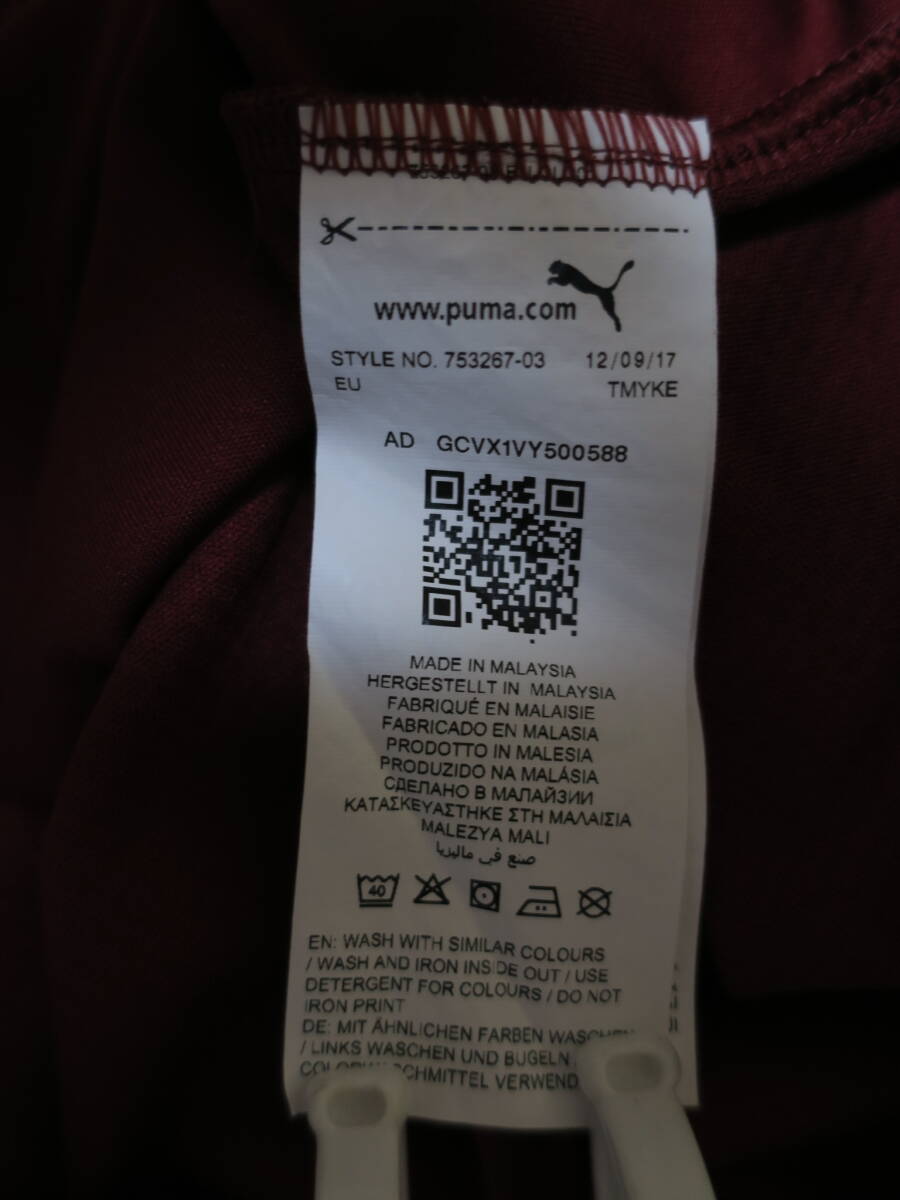 www.puma.com
STYLE NO. 753267-03 12/09/17
EU TMYKE
AD GCVX1VY500588
MADE IN MALAYSIA
HERGESTELLT IN MALAYSIA
FABRIQUÉ EN MALAISIE
FABRICADO EN MALASIA
PRODOTTO IN MALESIA
PRODUZIDO NA MALÁSIA
СДЕЛАНО В МАЛАЙЗИИ
ΚΑΤΑΣΚΕΥΑΣΤΗΚΕ ΣΤΗ ΜΑΛΑΙΣΙΑ
MALEZYA MALI
صنع في ماليزيا
40
EN: WASH WITH SIMILAR COLOURS
/ WASH AND IRON INSIDE OUT / USE
DETERGENT FOR COLOURS / DO NOT
IRON PRINT
DE: MIT ÄHNLICHEN FARBEN
/ LINKS WASCHEN UND BÜGELN
VERWEND